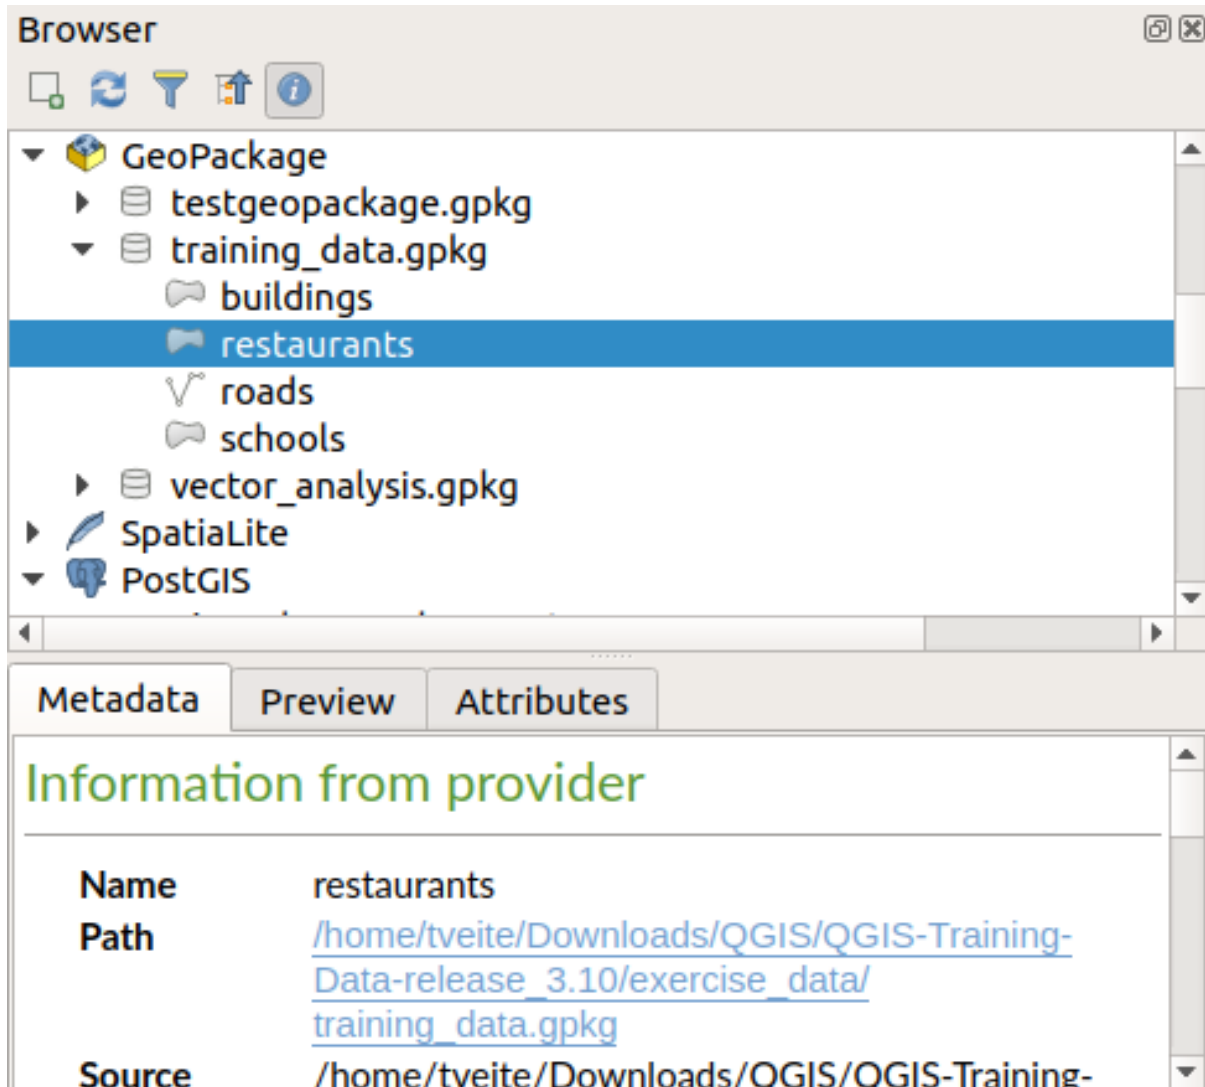 Browser
GeoPackage
testgeopackage.gpkg
training_data.gpkg
buildings
restaurants
roads
schools
vector_analysis.gpkg
SpatiaLite
PostGIS
Metadata Preview Attributes
Information from provider
Name restaurants
Path /home/tveite/Downloads/QGIS/QGIS-Training-
Data-release_3.10/exercise_data/
training_data.gpkg
Source /home/tveite/Downloads/QGIS/QGIS-Training-